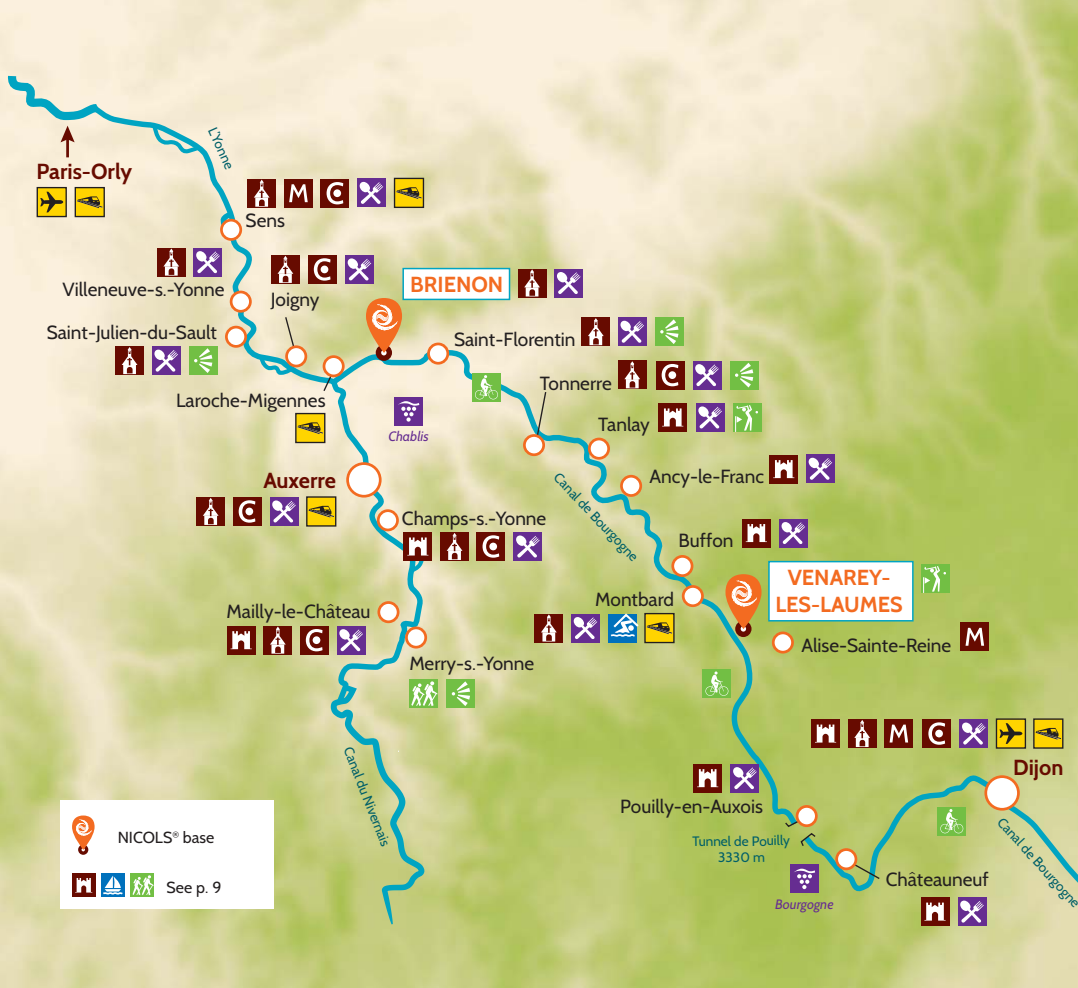 L'Yonne
Paris-Orly
M
Sens
Villeneuve-s.-Yonne
Joigny
BRIENON
Saint-Julien-du-Sault
Saint-Florentin
Tonnerre
Laroche-Migennes
Chablis
Tanlay
Auxerre
Ancy-le-Franc
Canal de Bourgogne
Champs-s.-Yonne
Buffon
VENAREY-
LES-LAUMES
Mailly-le-Château
Montbard
Alise-Sainte-Reine
M
Merry-s.-Yonne
M
Dijon
Canal du Nivernais
Pouilly-en-Auxois
Tunnel de Pouilly
3330 m
Canal de Bourgogne
Châteauneuf
Bourgogne
NICOLS® base
See p. 9